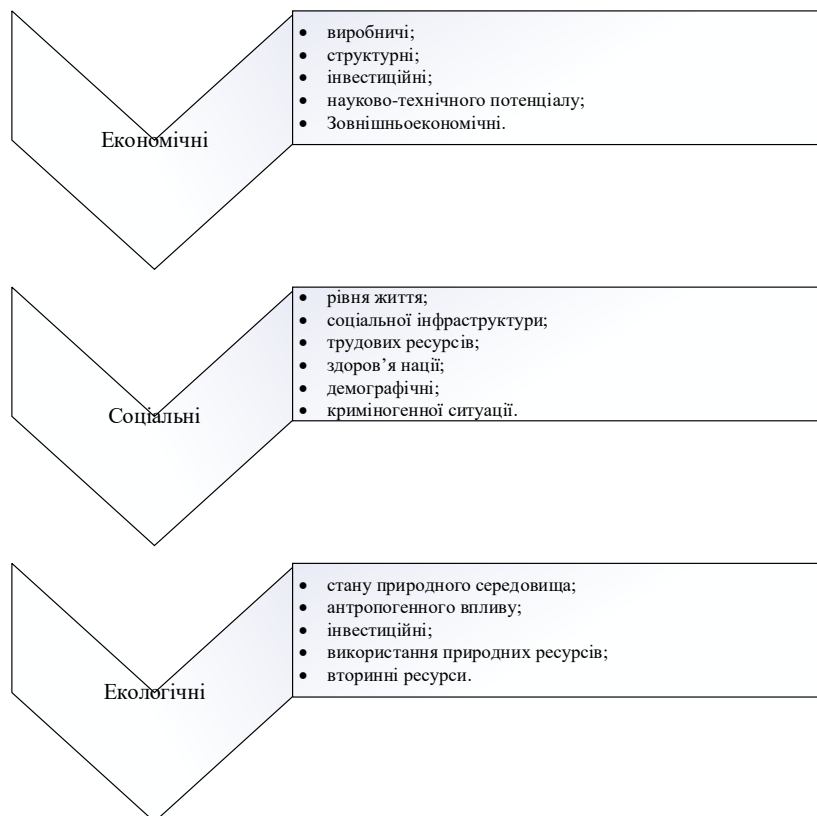 Економічні
• виробничі;
• структурні;
• інвестиційні;
• науково-технічного потенціалу;
• Зовнішньоекономічні.
Соціальні
• рівня життя;
• соціальної інфраструктури;
• трудових ресурсів;
• здоров’я нації;
• демографічні;
• криміногенної ситуації.
Екологічні
• стану природного середовища;
• антропогенного впливу;
• інвестиційні;
• використання природних ресурсів;
• вторинні ресурси.